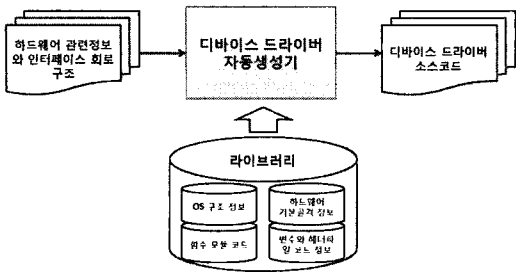 하드웨어 관련정보
와 인터페이스 회로
구조
디바이스 드라이버
자동생성기
디바이스 드라이버
소스코드
라이브러리
OS 구조 정보
하드웨어
기본골격 정보
함수 모듈 코드
변수와 헤더파
일 코드 정보